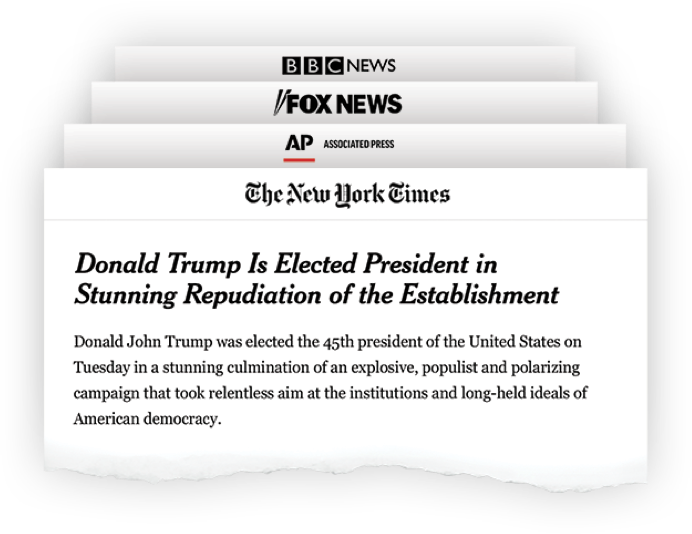 BBC NEWS
FOX NEWS
AP ASSOCIATED PRESS
The New York Times
Donald Trump Is Elected President in
Stunning Repudiation of the Establishment
Donald John Trump was elected the 45th president of the United States on
Tuesday in a stunning culmination of an explosive, populist and polarizing
campaign that took relentless aim at the institutions and long-held ideals of
American democracy.